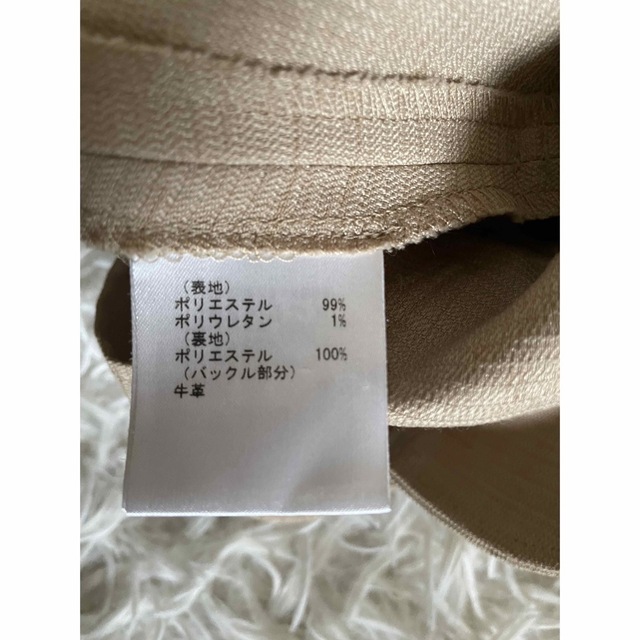 （表地）
ポリエステル 99%
ポリウレタン 1%
（裏地）
ポリエステル 100%
（バックル部分）
牛革